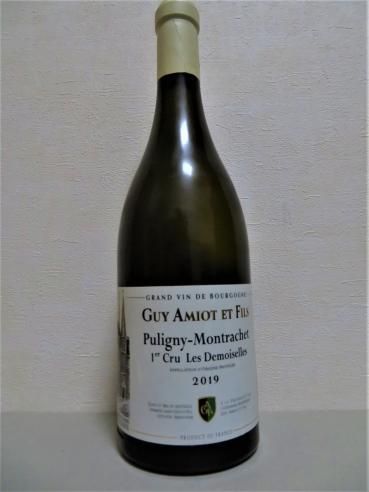 GRAND VIN DE BOURGOGNE
GUY AMIOT ET FILS
Puligny-Montrachet
1er Cru Les Demoiselles
2019
PRODUCT OF FRANCE